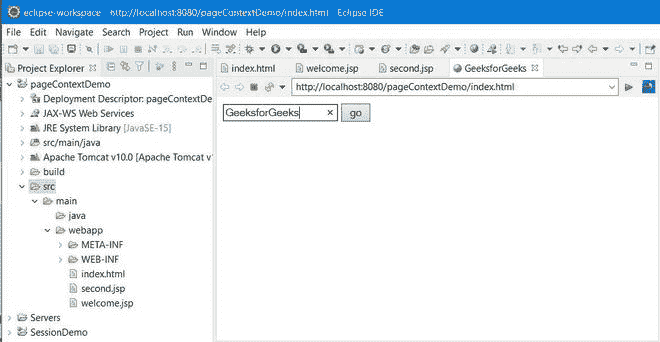 eclipse-workspace - http://localhost:8080/pageContextDemo/index.html - Eclipse IDE
File Edit Navigate Search Project Run Window Help
Project Explorer
index.html welcome.jsp second.jsp GeeksforGeeks
http://localhost:8080/pageContextDemo/index.html
GeeksforGeeks go
pageContextDemo
Deployment Descriptor: pageContextDe
JAX-WS Web Services
JRE System Library [JavaSE-15]
src/main/java
Apache Tomcat v10.0 [Apache Tomcat v1
build
src
main
java
webapp
META-INF
WEB-INF
index.html
second.jsp
welcome.jsp
Servers
SessionDemo